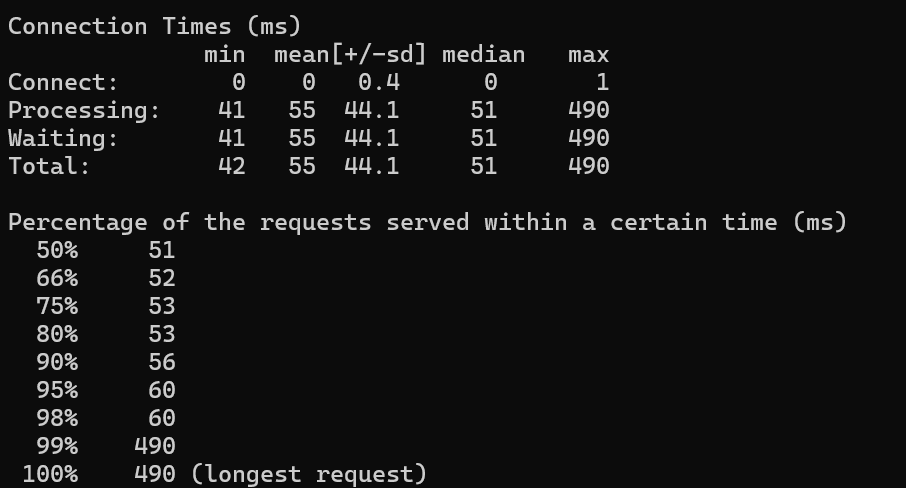 Connection Times (ms)
              min  mean[+/-sd] median   max
Connect:        0    0   0.4      0       1
Processing:    41   55  44.1     51     490
Waiting:       41   55  44.1     51     490
Total:         42   55  44.1     51     490

Percentage of the requests served within a certain time (ms)
  50%     51
  66%     52
  75%     53
  80%     53
  90%     56
  95%     60
  98%     60
  99%    490
 100%    490 (longest request)